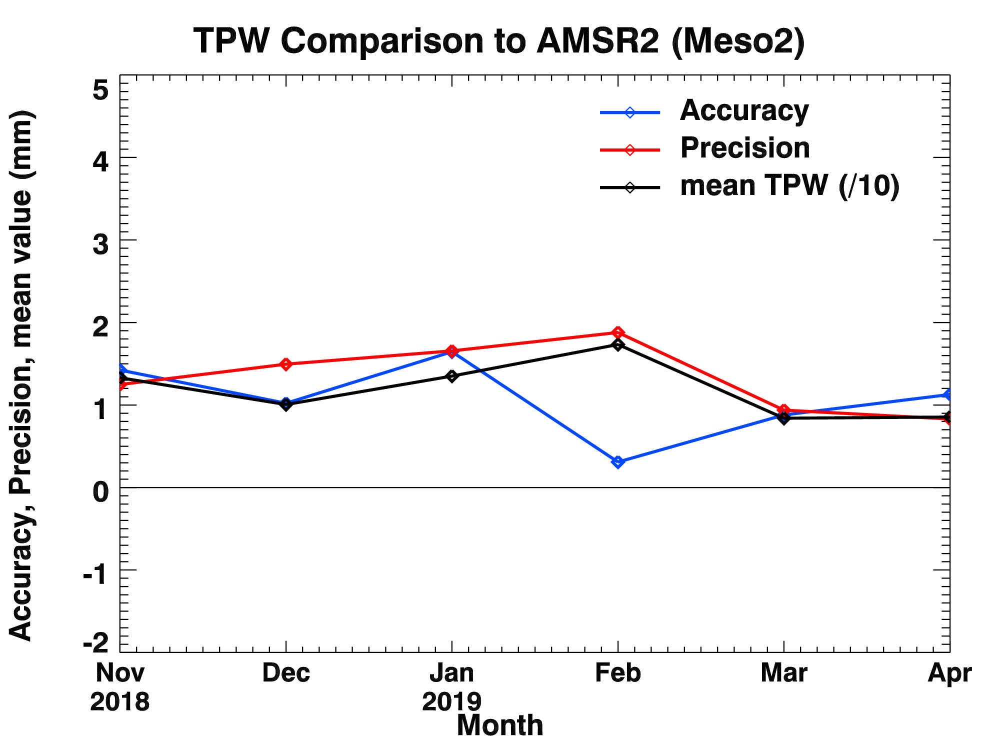 TPW Comparison to AMSR2 (Meso2)
Accuracy, Precision, mean value (mm)
5
4
3
2
1
0
-1
-2
Accuracy
Precision
mean TPW (/10)
Nov Dec Jan Feb Mar Apr
2018 2019
Month